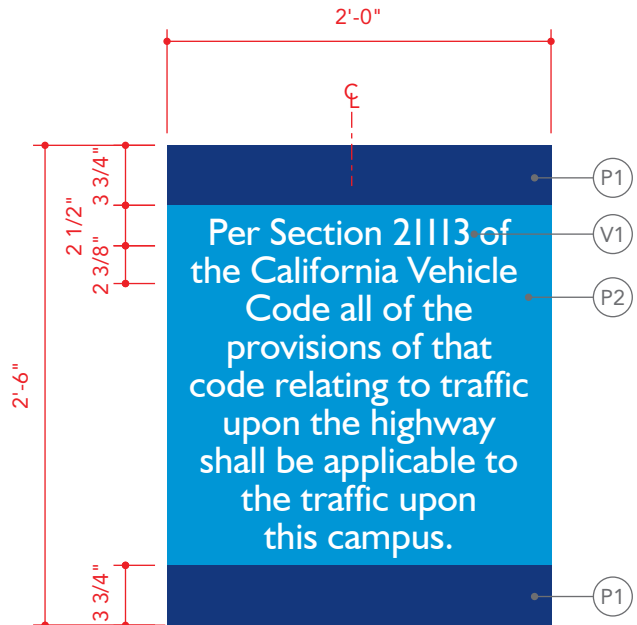 2'-0"
CL
3 3/4"
P1
2 1/2"
Per Section 21113 of
V1
the California Vehicle
2 3/8"
Code all of the
P2
provisions of that
2'-6"
code relating to traffic
upon the highway
shall be applicable to
the traffic upon
this campus.
3 3/4"
P1